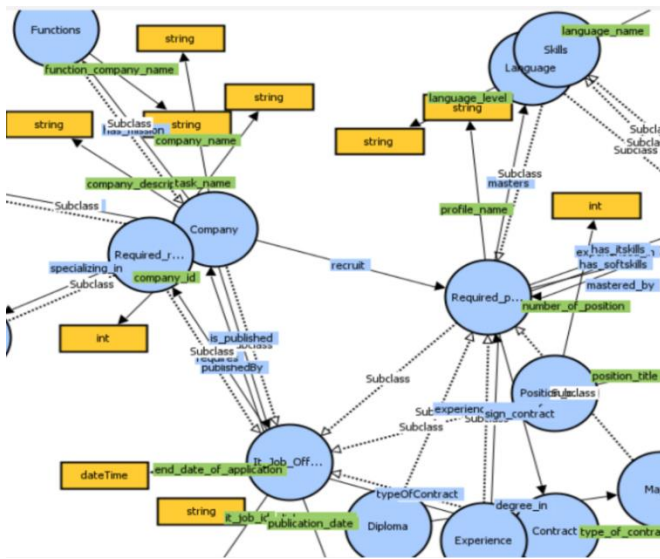 Functions
language_name
string
Skills
function_company_name
Language
string
language_level
string
string
Subclass
string
string
has_mission
company_name
Subclass
masters
company_descrip
task_name
int
Subclass
profile_name
Company
Required_r...
has_itskills
recruit
has_softskills
specializing_in
company_id
mastered_by
Subclass
Required_p...
number_of_position
int
is_published
Subclass
publishedBy
Subclass
position_title
Subclass
sign_contract
Subclass
It_Job_Off...
dateTime
end_date_of_application
typeOfContract
string
degree_in
publication_date
Diploma
Experience
Contract
type_of_contra